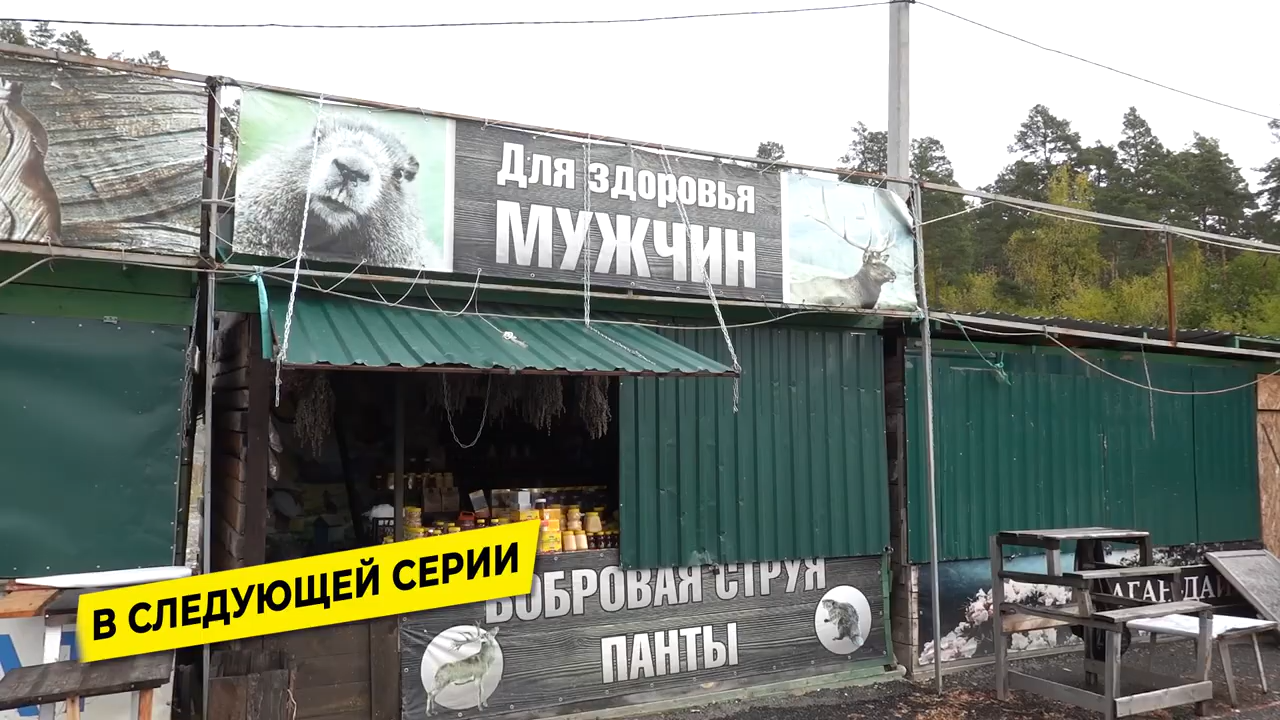 Для здоровья
МУЖЧИН
В СЛЕДУЮЩЕЙ СЕРИИ
БОБРОВАЯ СТРУЯ
ПАНТЫ